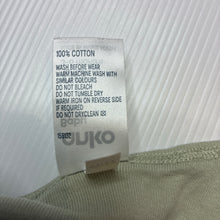 100% COTTON
WASH BEFORE WEAR
WARM MACHINE WASH WITH
SIMILAR COLOURS
DO NOT BLEACH
DO NOT TUMBLE DRY
WARM IRON ON REVERSE SIDE
IF REQUIRED
DO NOT DRYCLEAN
anko